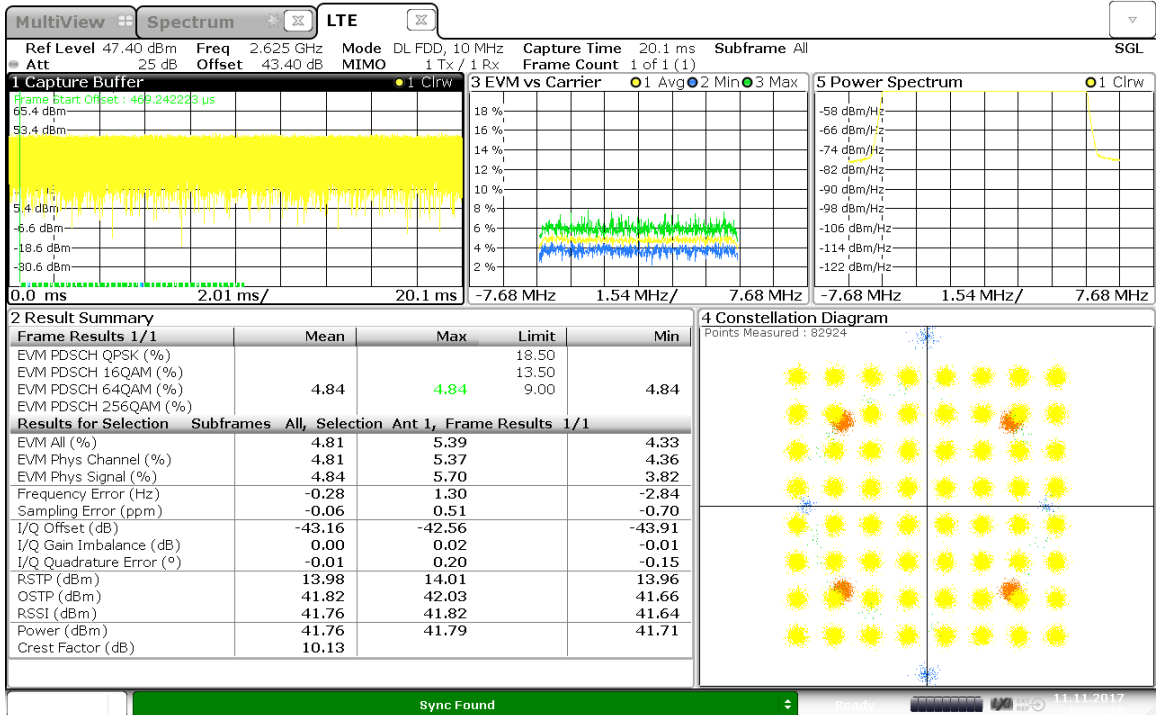 MultiView Spectrum LTE
Ref Level 47.40 dBm Freq 2.625 GHz Mode DL FDD, 10 MHz Capture Time 20.1 ms Subframe All SGL
Att 25 dB Offset 43.40 dB MIMO 1 Tx / 1 Rx Frame Count 1 of 1 (1)
1 Capture Buffer 1 Clrw
Frame Start Offset : 469.242223 µs
65.4 dBm
53.4 dBm
5.4 dBm
-6.6 dBm
-18.6 dBm
-30.6 dBm
0.0 ms 2.01 ms/ 20.1 ms
3 EVM vs Carrier 1 Avg 2 Min 3 Max
18 %
16 %
14 %
12 %
10 %
8 %
6 %
4 %
2 %
-7.68 MHz 1.54 MHz/ 7.68 MHz
5 Power Spectrum 1 Clrw
-58 dBm/Hz
-66 dBm/Hz
-74 dBm/Hz
-82 dBm/Hz
-90 dBm/Hz
-98 dBm/Hz
-106 dBm/Hz
-114 dBm/Hz
-122 dBm/Hz
-7.68 MHz 1.54 MHz/ 7.68 MHz
2 Result Summary
Frame Results 1/1 Mean Max Limit Min
EVM PDSCH QPSK (%) 18.50
EVM PDSCH 16QAM (%) 13.50
EVM PDSCH 64QAM (%) 4.84 4.84 9.00 4.84
EVM PDSCH 256QAM (%)
Results for Selection Subframes All, Selection Ant 1, Frame Results 1/1
EVM All (%) 4.81 5.39 4.33
EVM Phys Channel (%) 4.81 5.37 4.36
EVM Phys Signal (%) 4.84 5.70 3.82
Frequency Error (Hz) -0.28 1.30 -2.84
Sampling Error (ppm) -0.06 0.51 -0.70
I/Q Offset (dB) -43.16 -42.56 -43.91
I/Q Gain Imbalance (dB) 0.00 0.02 -0.01
I/Q Quadrature Error (°) -0.01 0.20 -0.15
RSTP (dBm) 13.98 14.01 13.96
OSTP (dBm) 41.82 42.03 41.66
RSSI (dBm) 41.76 41.82 41.64
Power (dBm) 41.76 41.79 41.71
Crest Factor (dB) 10.13
4 Constellation Diagram
Points Measured : 82924
Sync Found
Ready
LXI
EXT
REF
11.11.2017